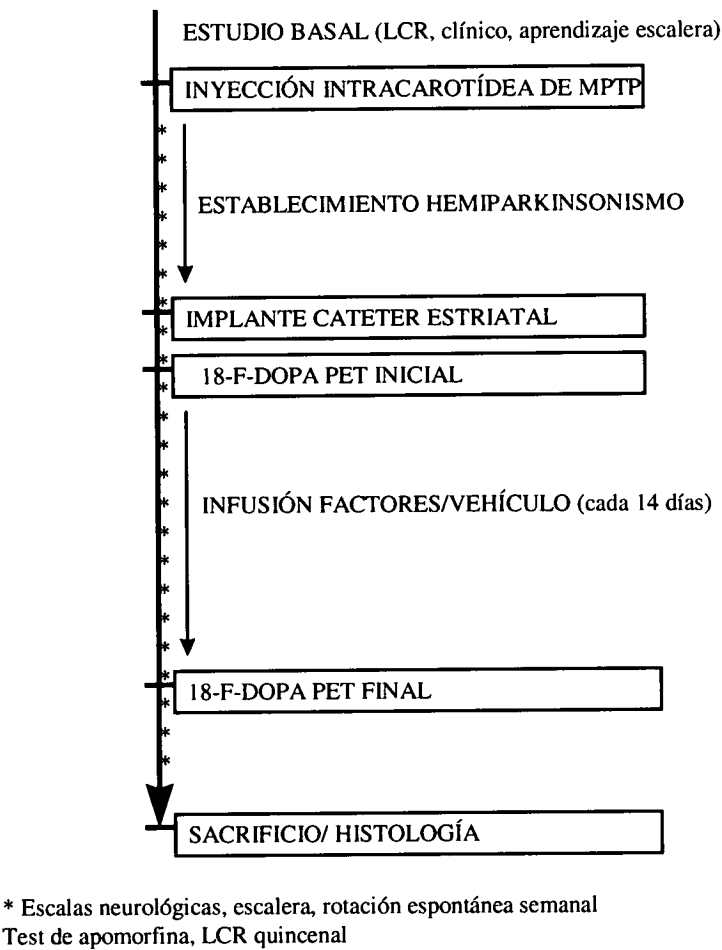 ESTUDIO BASAL (LCR, clínico, aprendizaje escalera)
INYECCIÓN INTRACAROTÍDEA DE MPTP
ESTABLECIMIENTO HEMIPARKINSONISMO
IMPLANTE CATETER ESTRIATAL
18-F-DOPA PET INICIAL
INFUSIÓN FACTORES/VEHÍCULO (cada 14 días)
18-F-DOPA PET FINAL
SACRIFICIO/ HISTOLOGÍA
* Escalas neurológicas, escalera, rotación espontánea semanal
Test de apomorfina, LCR quincenal